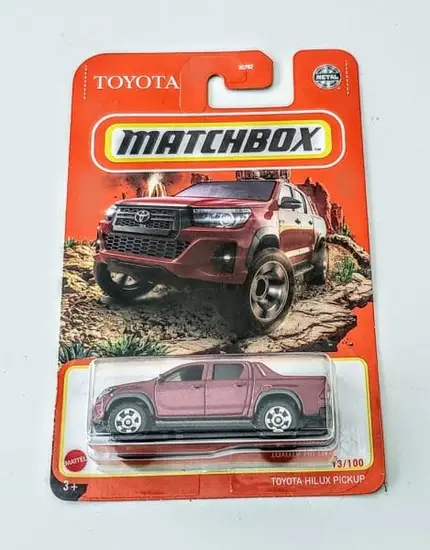 TOYOTA
METAL
MATCHBOX
MATTEL
3+
13/100
TOYOTA HILUX PICKUP